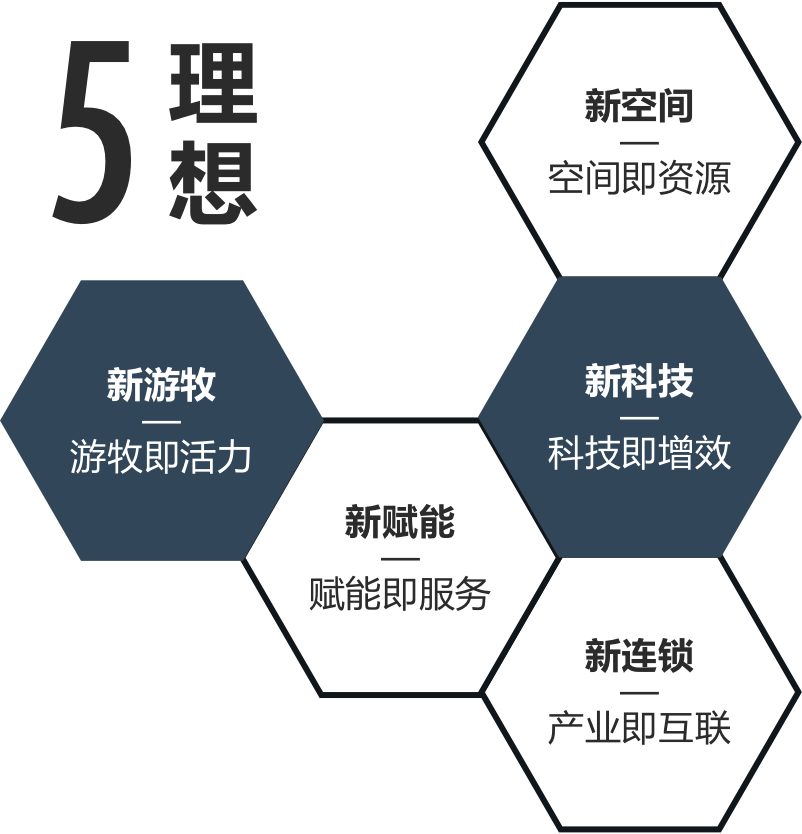 5
理
想
新空间
空间即资源
新游牧
游牧即活力
新科技
科技即增效
新赋能
赋能即服务
新连锁
产业即互联